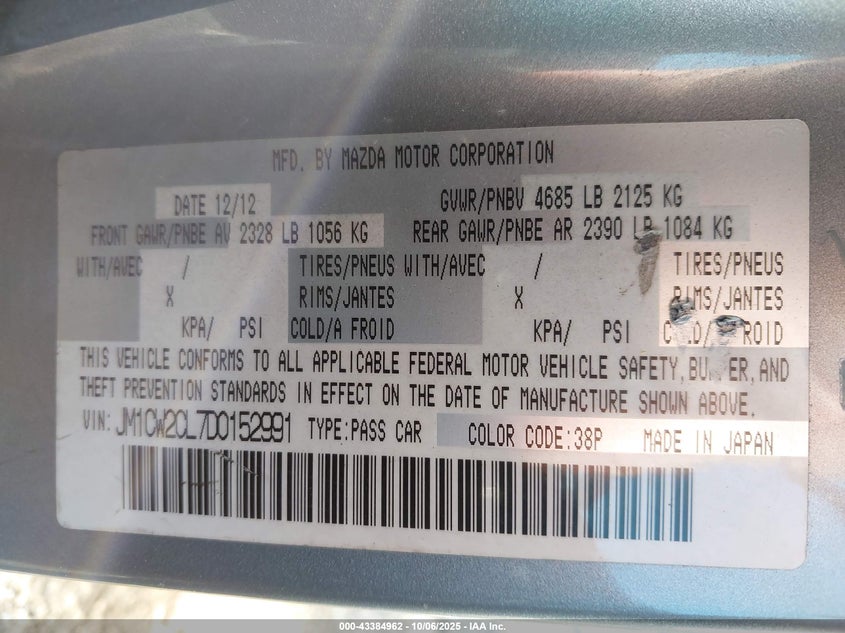 MFD. BY MAZDA MOTOR CORPORATION
DATE 12/12 GVWR/PNBV 4685 LB 2125 KG
FRONT GAWR/PNBE AV 2328 LB 1056 KG REAR GAWR/PNBE AR 2390 LB 1084 KG
WITH/AVEC / TIRES/PNEUS WITH/AVEC / TIRES/PNEUS
X RIMS/JANTES X RIMS/JANTES
KPA/ PSI COLD/A FROID KPA/ PSI FROID
THIS VEHICLE CONFORMS TO ALL APPLICABLE FEDERAL MOTOR VEHICLE SAFETY, AND
THEFT PREVENTION STANDARDS IN EFFECT ON THE DATE OF MANUFACTURE SHOWN ABOVE.
VIN: JM1CW2CL7D0152991 TYPE:PASS CAR COLOR CODE:38P MADE IN JAPAN
000-43384962 - 10/06/2025 - IAA Inc.